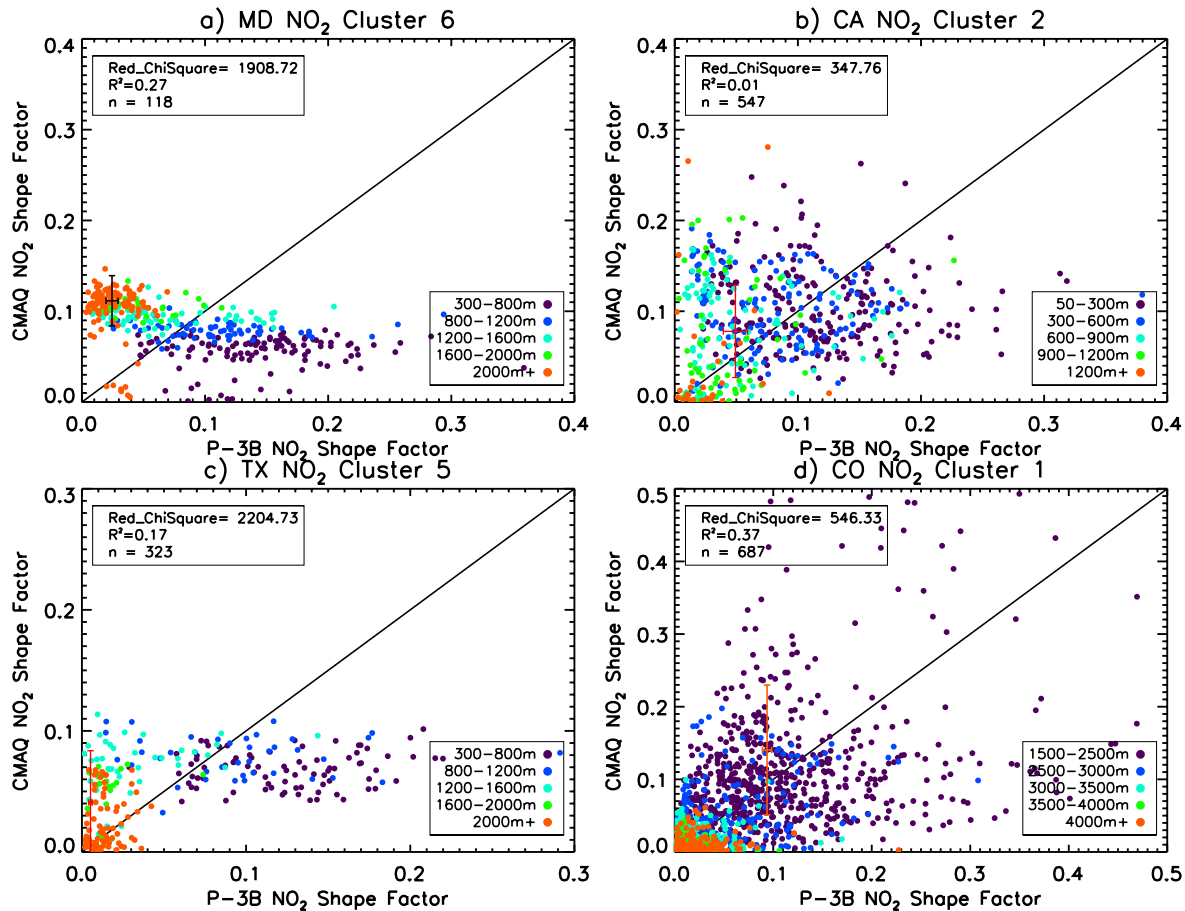 a) MD NO₂ Cluster 6
Red_ChiSquare= 1908.72
R²=0.27
n = 118
300−800m
800−1200m
1200−1600m
1600−2000m
2000m+
0.4
0.3
0.2
0.1
0.0
CMAQ NO₂ Shape Factor
0.0 0.1 0.2 0.3 0.4
P−3B NO₂ Shape Factor
b) CA NO₂ Cluster 2
Red_ChiSquare= 347.76
R²=0.01
n = 547
50−300m
300−600m
600−900m
900−1200m
1200m+
0.4
0.3
0.2
0.1
0.0
CMAQ NO₂ Shape Factor
0.0 0.1 0.2 0.3 0.4
P−3B NO₂ Shape Factor
c) TX NO₂ Cluster 5
Red_ChiSquare= 2204.73
R²=0.17
n = 323
300−800m
800−1200m
1200−1600m
1600−2000m
2000m+
0.3
0.2
0.1
0.0
CMAQ NO₂ Shape Factor
0.0 0.1 0.2 0.3
P−3B NO₂ Shape Factor
d) CO NO₂ Cluster 1
Red_ChiSquare= 546.33
R²=0.37
n = 687
1500−2500m
2500−3000m
3000−3500m
3500−4000m
4000m+
0.5
0.4
0.3
0.2
0.1
0.0
CMAQ NO₂ Shape Factor
0.0 0.1 0.2 0.3 0.4 0.5
P−3B NO₂ Shape Factor